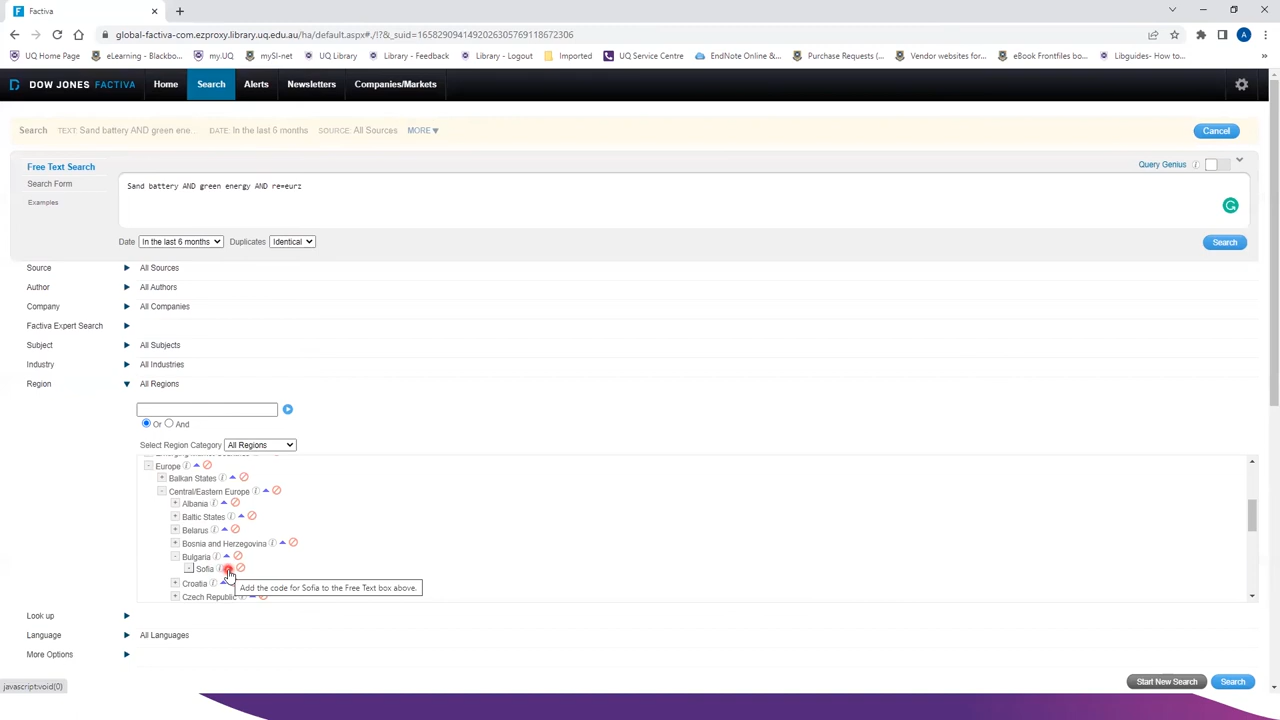 Factiva
global-factiva-com.ezproxy.library.uq.edu.au/ha/default.aspx#./!?&_suid=165829094149202630576911​8672306
UQ Home Page eLearning - Blackbo... my.UQ mySI-net UQ Library Library - Feedback Library - Logout Imported UQ Service Centre EndNote Online &... Purchase Requests (... Vendor websites for... eBook Frontfiles bo... Libguides- How to... »
DOW JONES FACTIVA Home Search Alerts Newsletters Companies/Markets
Search TEXT: Sand battery AND green ene... DATE: In the last 6 months SOURCE: All Sources MORE Cancel
Free Text Search Query Genius i
Search Form Sand battery AND green energy AND re=eurz
Examples
Date In the last 6 months Duplicates Identical Search
Source All Sources
Author All Authors
Company All Companies
Factiva Expert Search
Subject All Subjects
Industry All Industries
Region All Regions
Or And
Select Region Category All Regions
Europe i
Balkan States i
Central/Eastern Europe i
Albania i
Baltic States i
Belarus i
Bosnia and Herzegovina i
Bulgaria i
Sofia i
Croatia i Add the code for Sofia to the Free Text box above.
Czech Republic i
Look up
Language All Languages
More Options
javascript:void(0) Start New Search Search